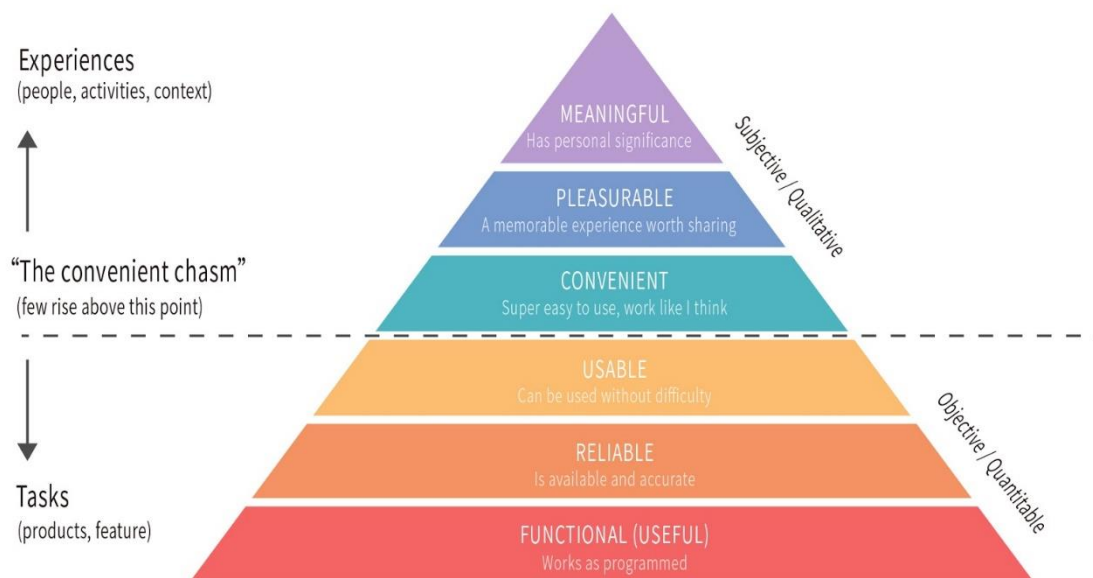 Experiences
(people, activities, context)
“The convenient chasm”
(few rise above this point)
Tasks
(products, feature)
MEANINGFUL
Has personal significance
PLEASURABLE
A memorable experience worth sharing
CONVENIENT
Super easy to use, work like I think
USABLE
Can be used without difficulty
RELIABLE
Is available and accurate
FUNCTIONAL (USEFUL)
Works as programmed
Subjective / Qualitative
Objective / Quantitable